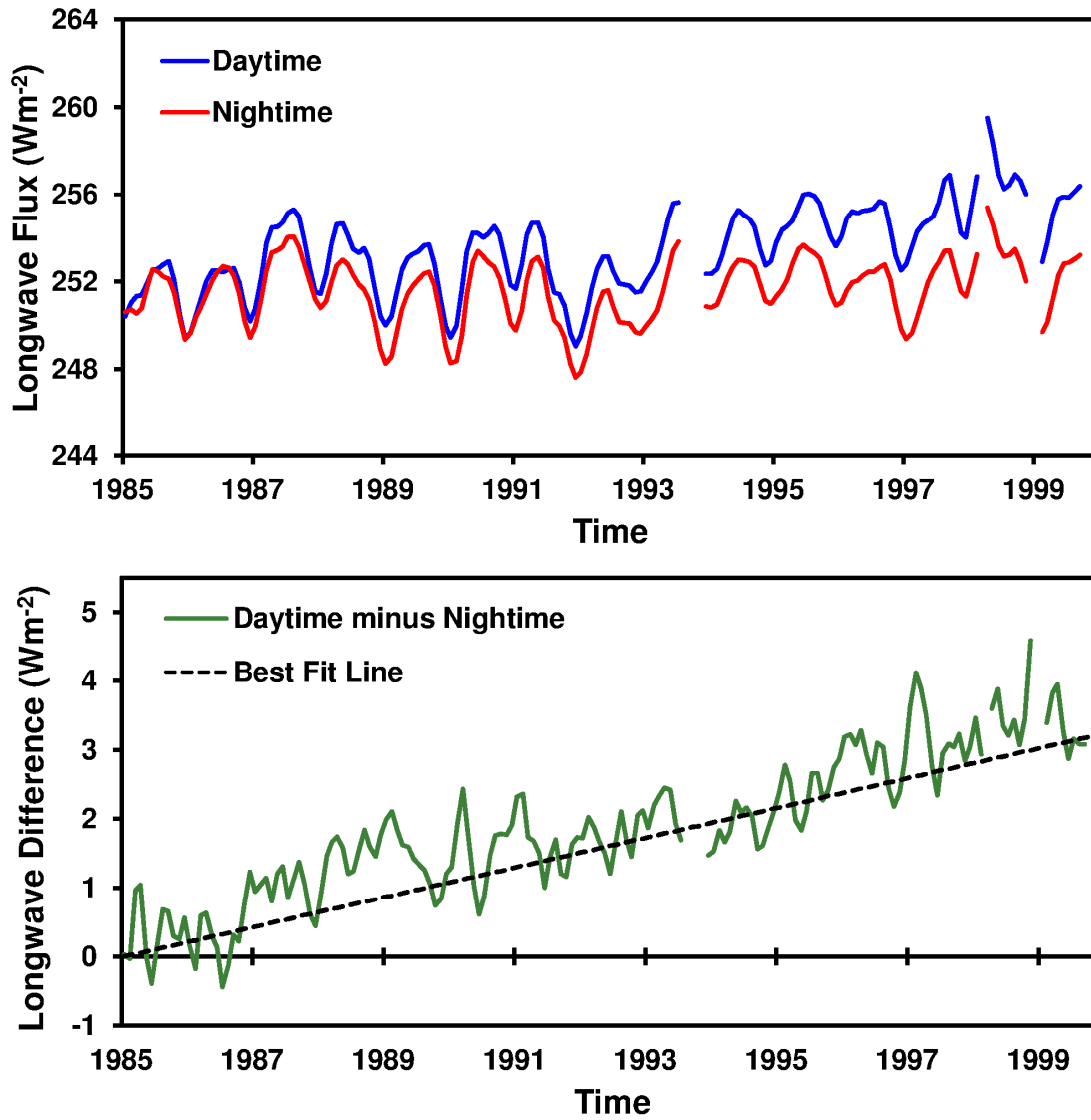 264
260
256
252
248
244
Longwave Flux (Wm-2)
Daytime
Nightime
1985 1987 1989 1991 1993 1995 1997 1999
Time
5
4
3
2
1
0
-1
Longwave Difference (Wm-2)
Daytime minus Nightime
Best Fit Line
1985 1987 1989 1991 1993 1995 1997 1999
Time